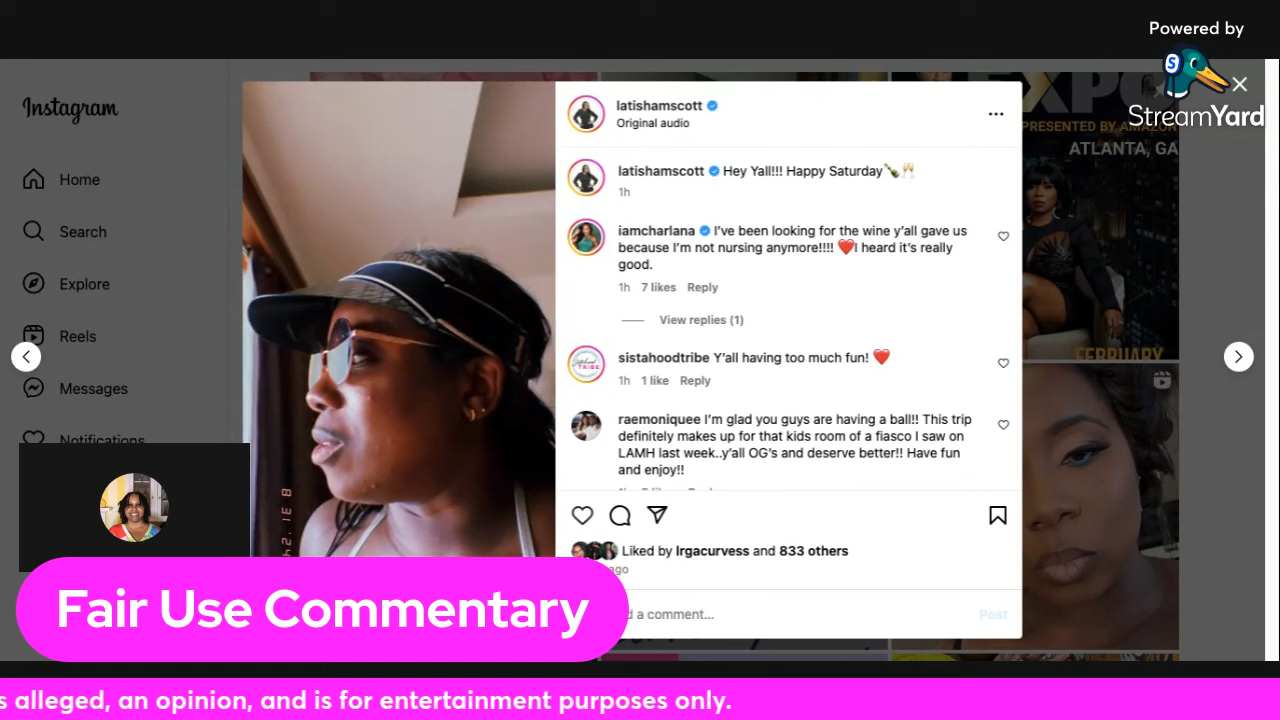 Powered by
StreamYard
Instagram
Home
Search
Explore
Reels
Messages
Notifications
latishamscott
Original audio
latishamscott Hey Yall!!! Happy Saturday🍾🥂
1h
iamcharlana I've been looking for the wine y'all gave us
because I'm not nursing anymore!!!! ❤️I heard it's really
good.
1h 7 likes Reply
View replies (1)
sistahoodtribe Y'all having too much fun! ❤️
1h 1 like Reply
raemoniquee I'm glad you guys are having a ball!! This trip
definitely makes up for that kids room of a fiasco I saw on
LAMH last week..y'all OG's and deserve better!! Have fun
and enjoy!!
Liked by lrgacurvess and 833 others
ago
d a comment...
Post
EXPO
PRESENTED BY AMAZON
ATLANTA, GA
FEBRUARY
Fair Use Commentary
s alleged, an opinion, and is for entertainment purposes only.